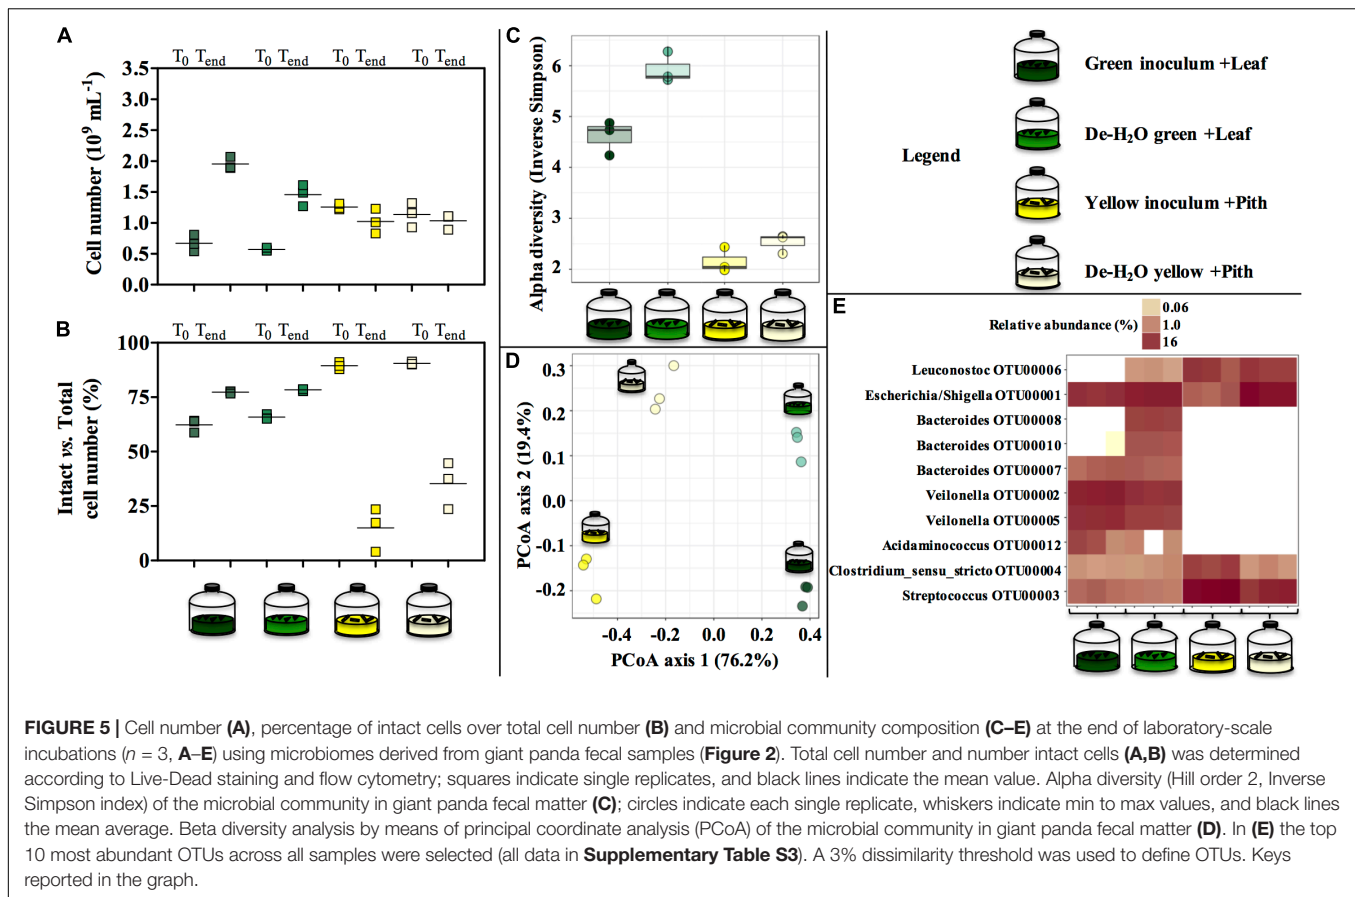 A
T0 Tend T0 Tend T0 Tend T0 Tend
3.5
3.0
2.5
2.0
1.5
1.0
0.5
0.0
Cell number (10^9 mL^-1)
B
T0 Tend T0 Tend T0 Tend T0 Tend
100
75
50
25
0
Intact vs. Total
cell number (%)
C
Alpha diversity (Inverse Simpson)
6
5
4
3
2
D
PCoA axis 2 (19.4%)
0.3
0.2
0.1
0.0
-0.1
-0.2
-0.4 -0.2 0.0 0.2 0.4
PCoA axis 1 (76.2%)
Legend
Green inoculum +Leaf
De-H2O green +Leaf
Yellow inoculum +Pith
De-H2O yellow +Pith
E
Relative abundance (%)
0.06
1.0
16
Leuconostoc OTU00006
Escherichia/Shigella OTU00001
Bacteroides OTU00008
Bacteroides OTU00010
Bacteroides OTU00007
Veilonella OTU00002
Veilonella OTU00005
Acidaminococcus OTU00012
Clostridium_sensu_stricto OTU00004
Streptococcus OTU00003
FIGURE 5 | Cell number (A), percentage of intact cells over total cell number (B) and microbial community composition (C–E) at the end of laboratory-scale
incubations (n = 3, A–E) using microbiomes derived from giant panda fecal samples (Figure 2). Total cell number and number intact cells (A,B) was determined
according to Live-Dead staining and flow cytometry; squares indicate single replicates, and black lines indicate the mean value. Alpha diversity (Hill order 2, Inverse
Simpson index) of the microbial community in giant panda fecal matter (C); circles indicate each single replicate, whiskers indicate min to max values, and black lines
the mean average. Beta diversity analysis by means of principal coordinate analysis (PCoA) of the microbial community in giant panda fecal matter (D). In (E) the top
10 most abundant OTUs across all samples were selected (all data in Supplementary Table S3). A 3% dissimilarity threshold was used to define OTUs. Keys
reported in the graph.